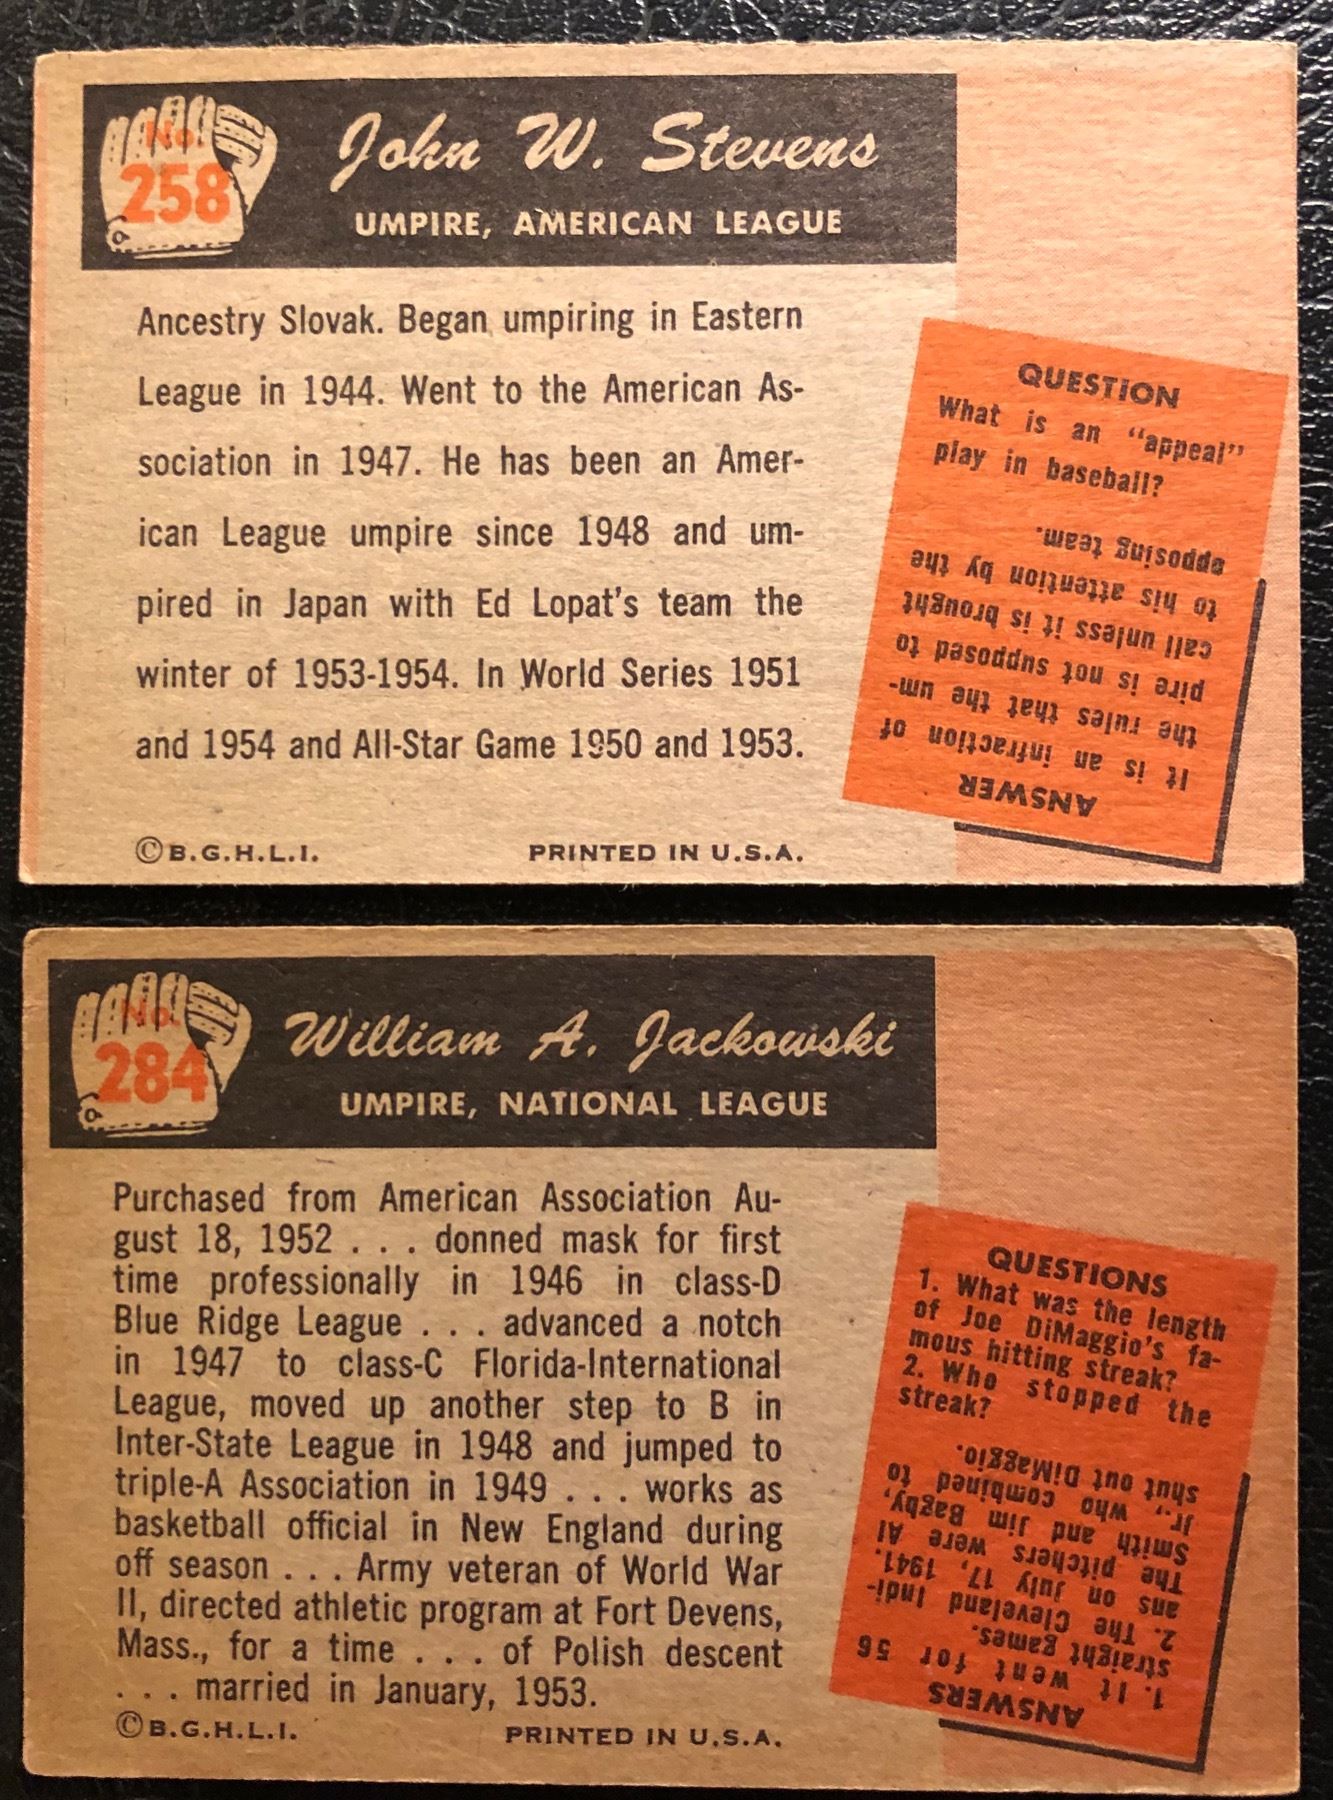 No.
258
John W. Stevens
UMPIRE, AMERICAN LEAGUE
Ancestry Slovak. Began umpiring in Eastern
League in 1944. Went to the American As-
sociation in 1947. He has been an Amer-
ican League umpire since 1948 and um-
pired in Japan with Ed Lopat's team the
winter of 1953-1954. In World Series 1951
and 1954 and All-Star Game 1950 and 1953.
©B.G.H.L.I.
PRINTED IN U.S.A.
QUESTION
What is an "appeal"
play in baseball?
ANSWER
It is an infraction of
the rules that the um-
pire is not supposed to
call unless it is brought
to his attention by the
opposing team.
No.
284
William A. Jackowski
UMPIRE, NATIONAL LEAGUE
Purchased from American Association Au-
gust 18, 1952 . . . donned mask for first
time professionally in 1946 in class-D
Blue Ridge League . . . advanced a notch
in 1947 to class-C Florida-International
League, moved up another step to B in
Inter-State League in 1948 and jumped to
triple-A Association in 1949 . . . works as
basketball official in New England during
off season . . . Army veteran of World War
II, directed athletic program at Fort Devens,
Mass., for a time . . . of Polish descent
. . . married in January, 1953.
©B.G.H.L.I.
PRINTED IN U.S.A.
QUESTIONS
1. What was the length
of Joe DiMaggio's fa-
mous hitting streak?
2. Who stopped the
streak?
ANSWERS
1. It went for 56
straight games.
2. The Cleveland Indi-
ans on July 17, 1941.
The pitchers were Al
Smith and Jim Bagby,
Jr., who combined to
shut out DiMaggio.